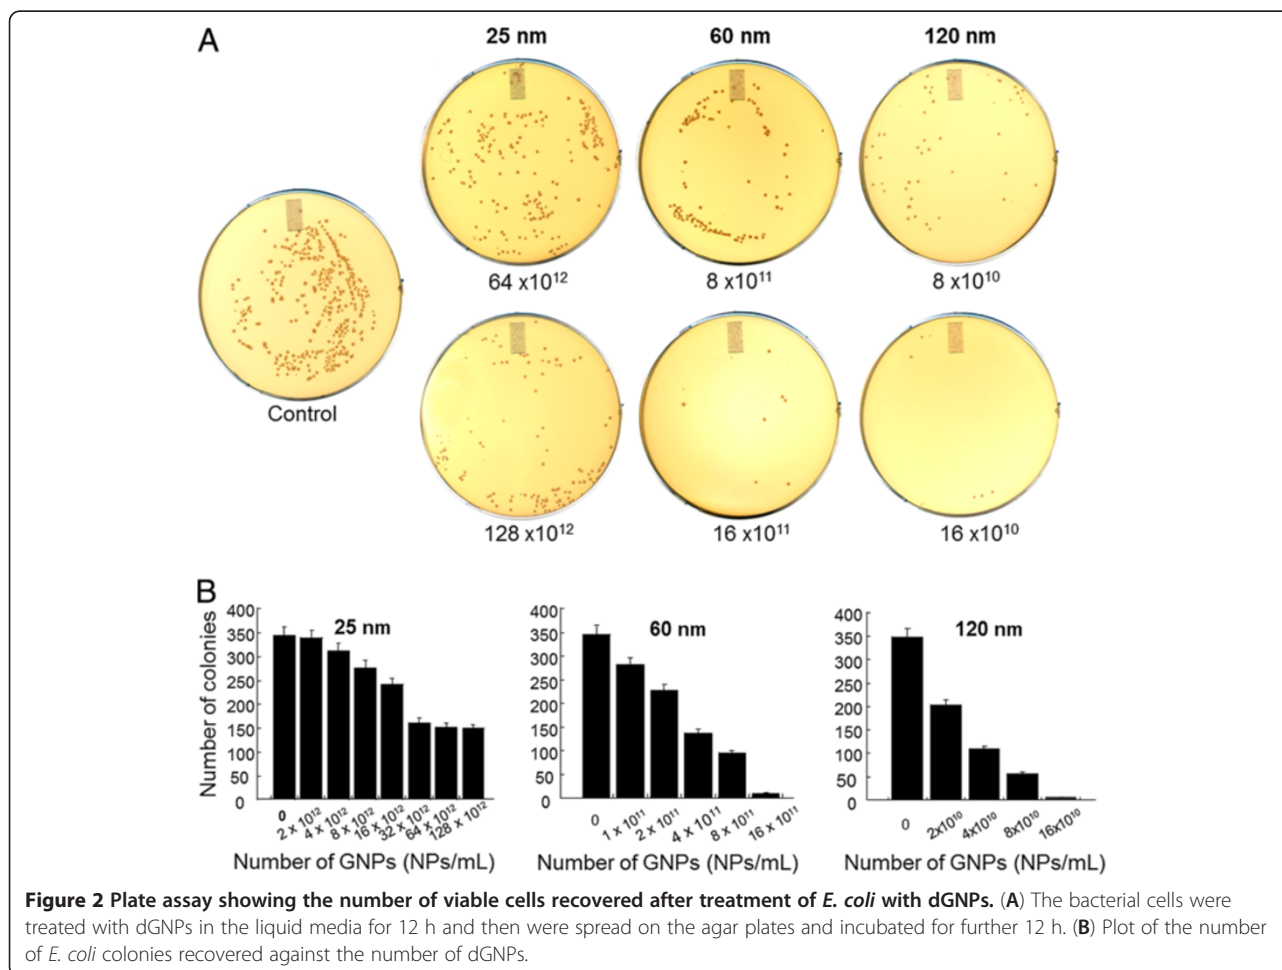 A
25 nm
60 nm
120 nm
64 x10¹²
8 x10¹¹
8 x10¹⁰
Control
128 x10¹²
16 x10¹¹
16 x10¹⁰
B
Number of colonies
400
350
300
250
200
150
100
50
0
25 nm
0
2 x 10¹²
4 x 10¹²
8 x 10¹²
16 x 10¹²
32 x 10¹²
64 x 10¹²
128 x 10¹²
Number of GNPs (NPs/mL)
400
350
300
250
200
150
100
50
0
60 nm
0
1 x 10¹¹
2 x 10¹¹
4 x 10¹¹
8 x 10¹¹
16 x 10¹¹
Number of GNPs (NPs/mL)
400
350
300
250
200
150
100
50
0
120 nm
0
2x10¹⁰
4x10¹⁰
8x10¹⁰
16x10¹⁰
Number of GNPs (NPs/mL)
Figure 2 Plate assay showing the number of viable cells recovered after treatment of E. coli with dGNPs. (A) The bacterial cells were
treated with dGNPs in the liquid media for 12 h and then were spread on the agar plates and incubated for further 12 h. (B) Plot of the number
of E. coli colonies recovered against the number of dGNPs.